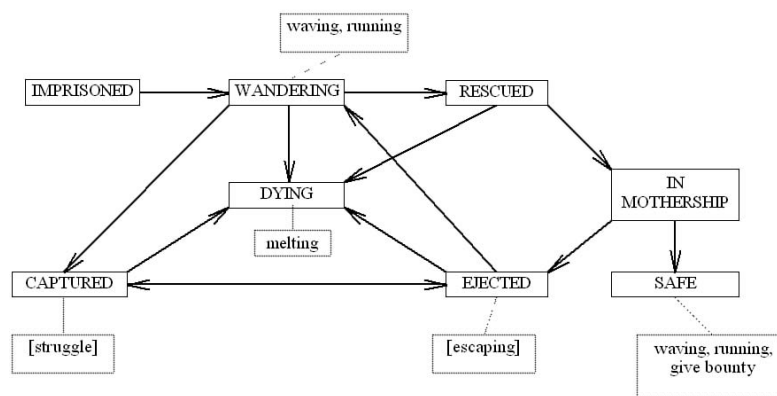 waving, running
IMPRISONED
WANDERING
RESCUED
DYING
IN
MOTHERSHIP
melting
CAPTURED
EJECTED
SAFE
[struggle]
[escaping]
waving, running,
give bounty